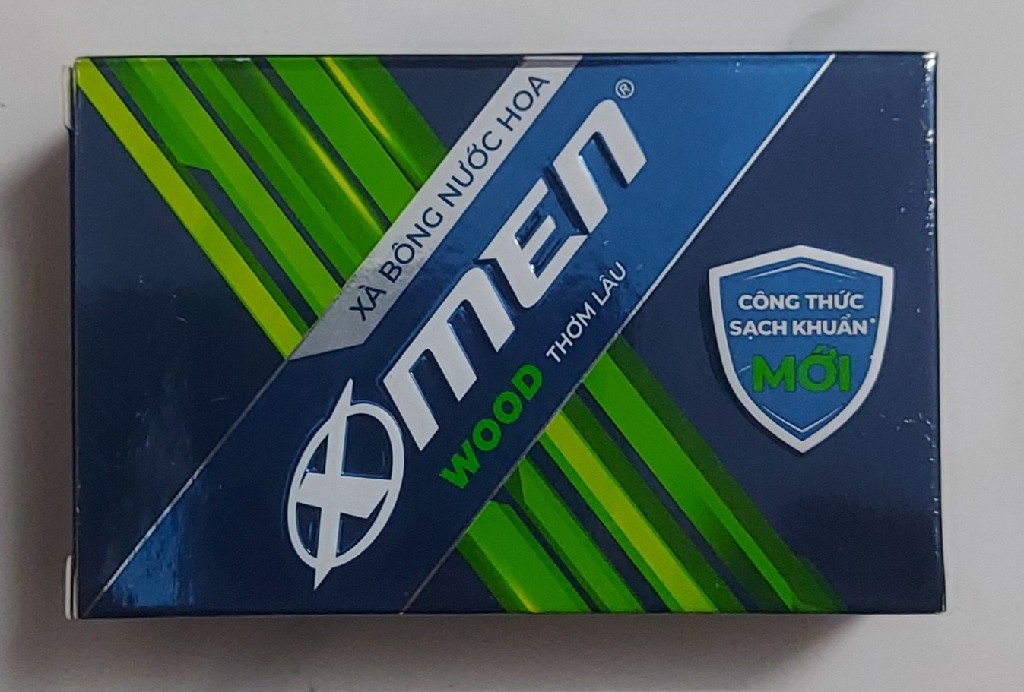 XÀ BÔNG NƯỚC HOA
XMEN®
WOOD THƠM LÂU
CÔNG THỨC
SẠCH KHUẨN*
MỚI